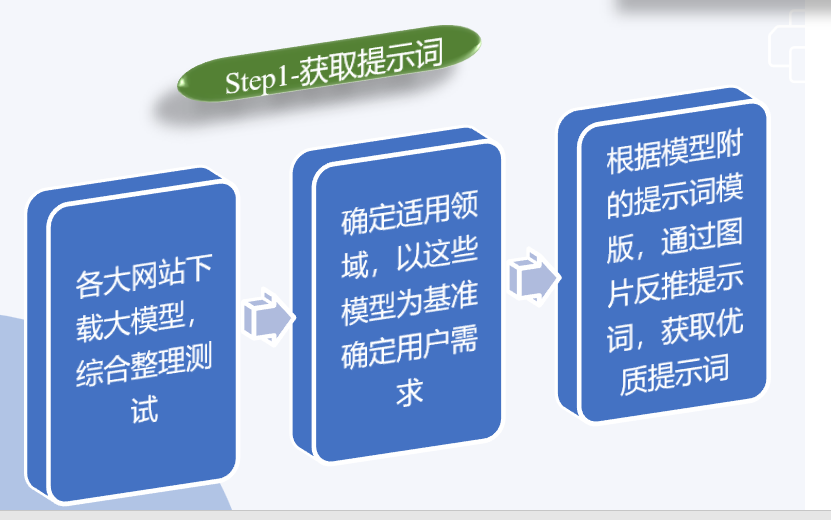 Step1-获取提示词
各大网站下
载大模型，
综合整理测
试
确定适用领
域，以这些
模型为基准
确定用户需
求
根据模型附
的提示词模
版，通过图
片反推提示
词，获取优
质提示词